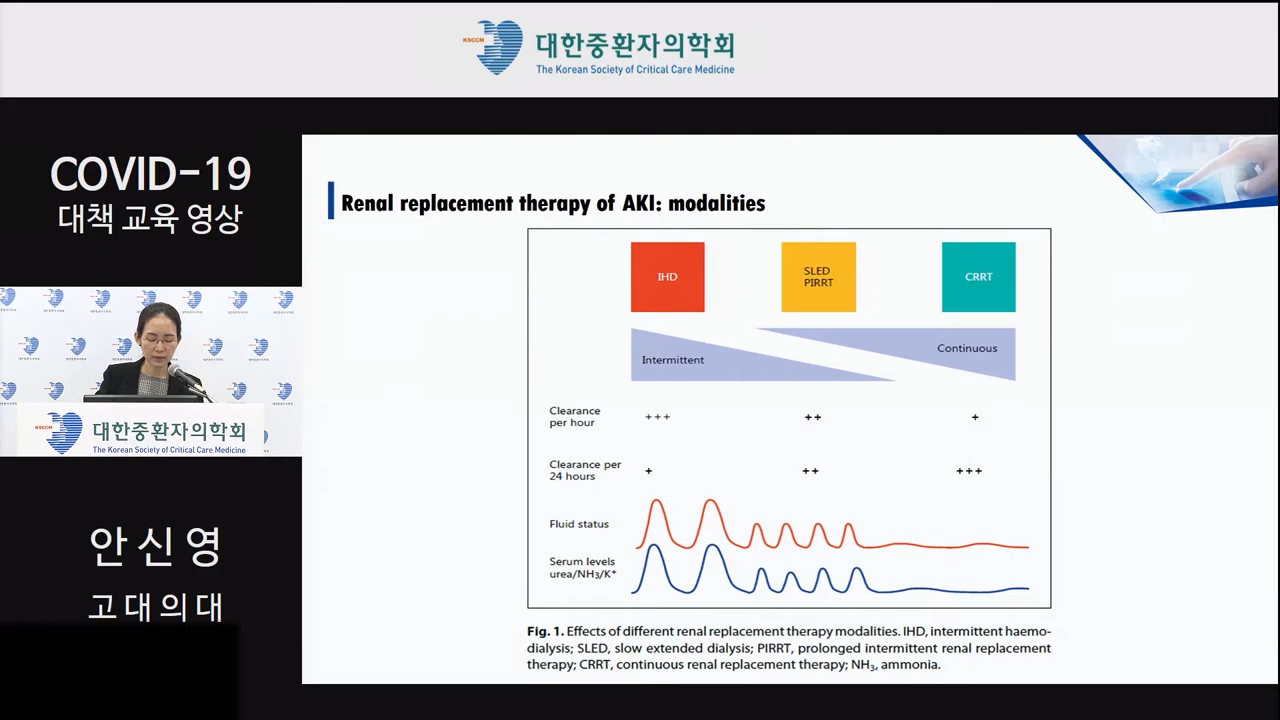 KSCCM
대한중환자의학회
The Korean Society of Critical Care Medicine
COVID-19
대책 교육 영상
KSCCM
대한중환자의학회
The Korean Society of Critical Care Medicine
안 신 영
고 대 의 대
Renal replacement therapy of AKI: modalities
IHD
SLED
PIRRT
CRRT
Intermittent
Continuous
Clearance
per hour
+++
++
+
Clearance per
24 hours
+
++
+++
Fluid status
Serum levels
urea/NH3/K+
Fig. 1. Effects of different renal replacement therapy modalities. IHD, intermittent haemo-
dialysis; SLED, slow extended dialysis; PIRRT, prolonged intermittent renal replacement
therapy; CRRT, continuous renal replacement therapy; NH3, ammonia.